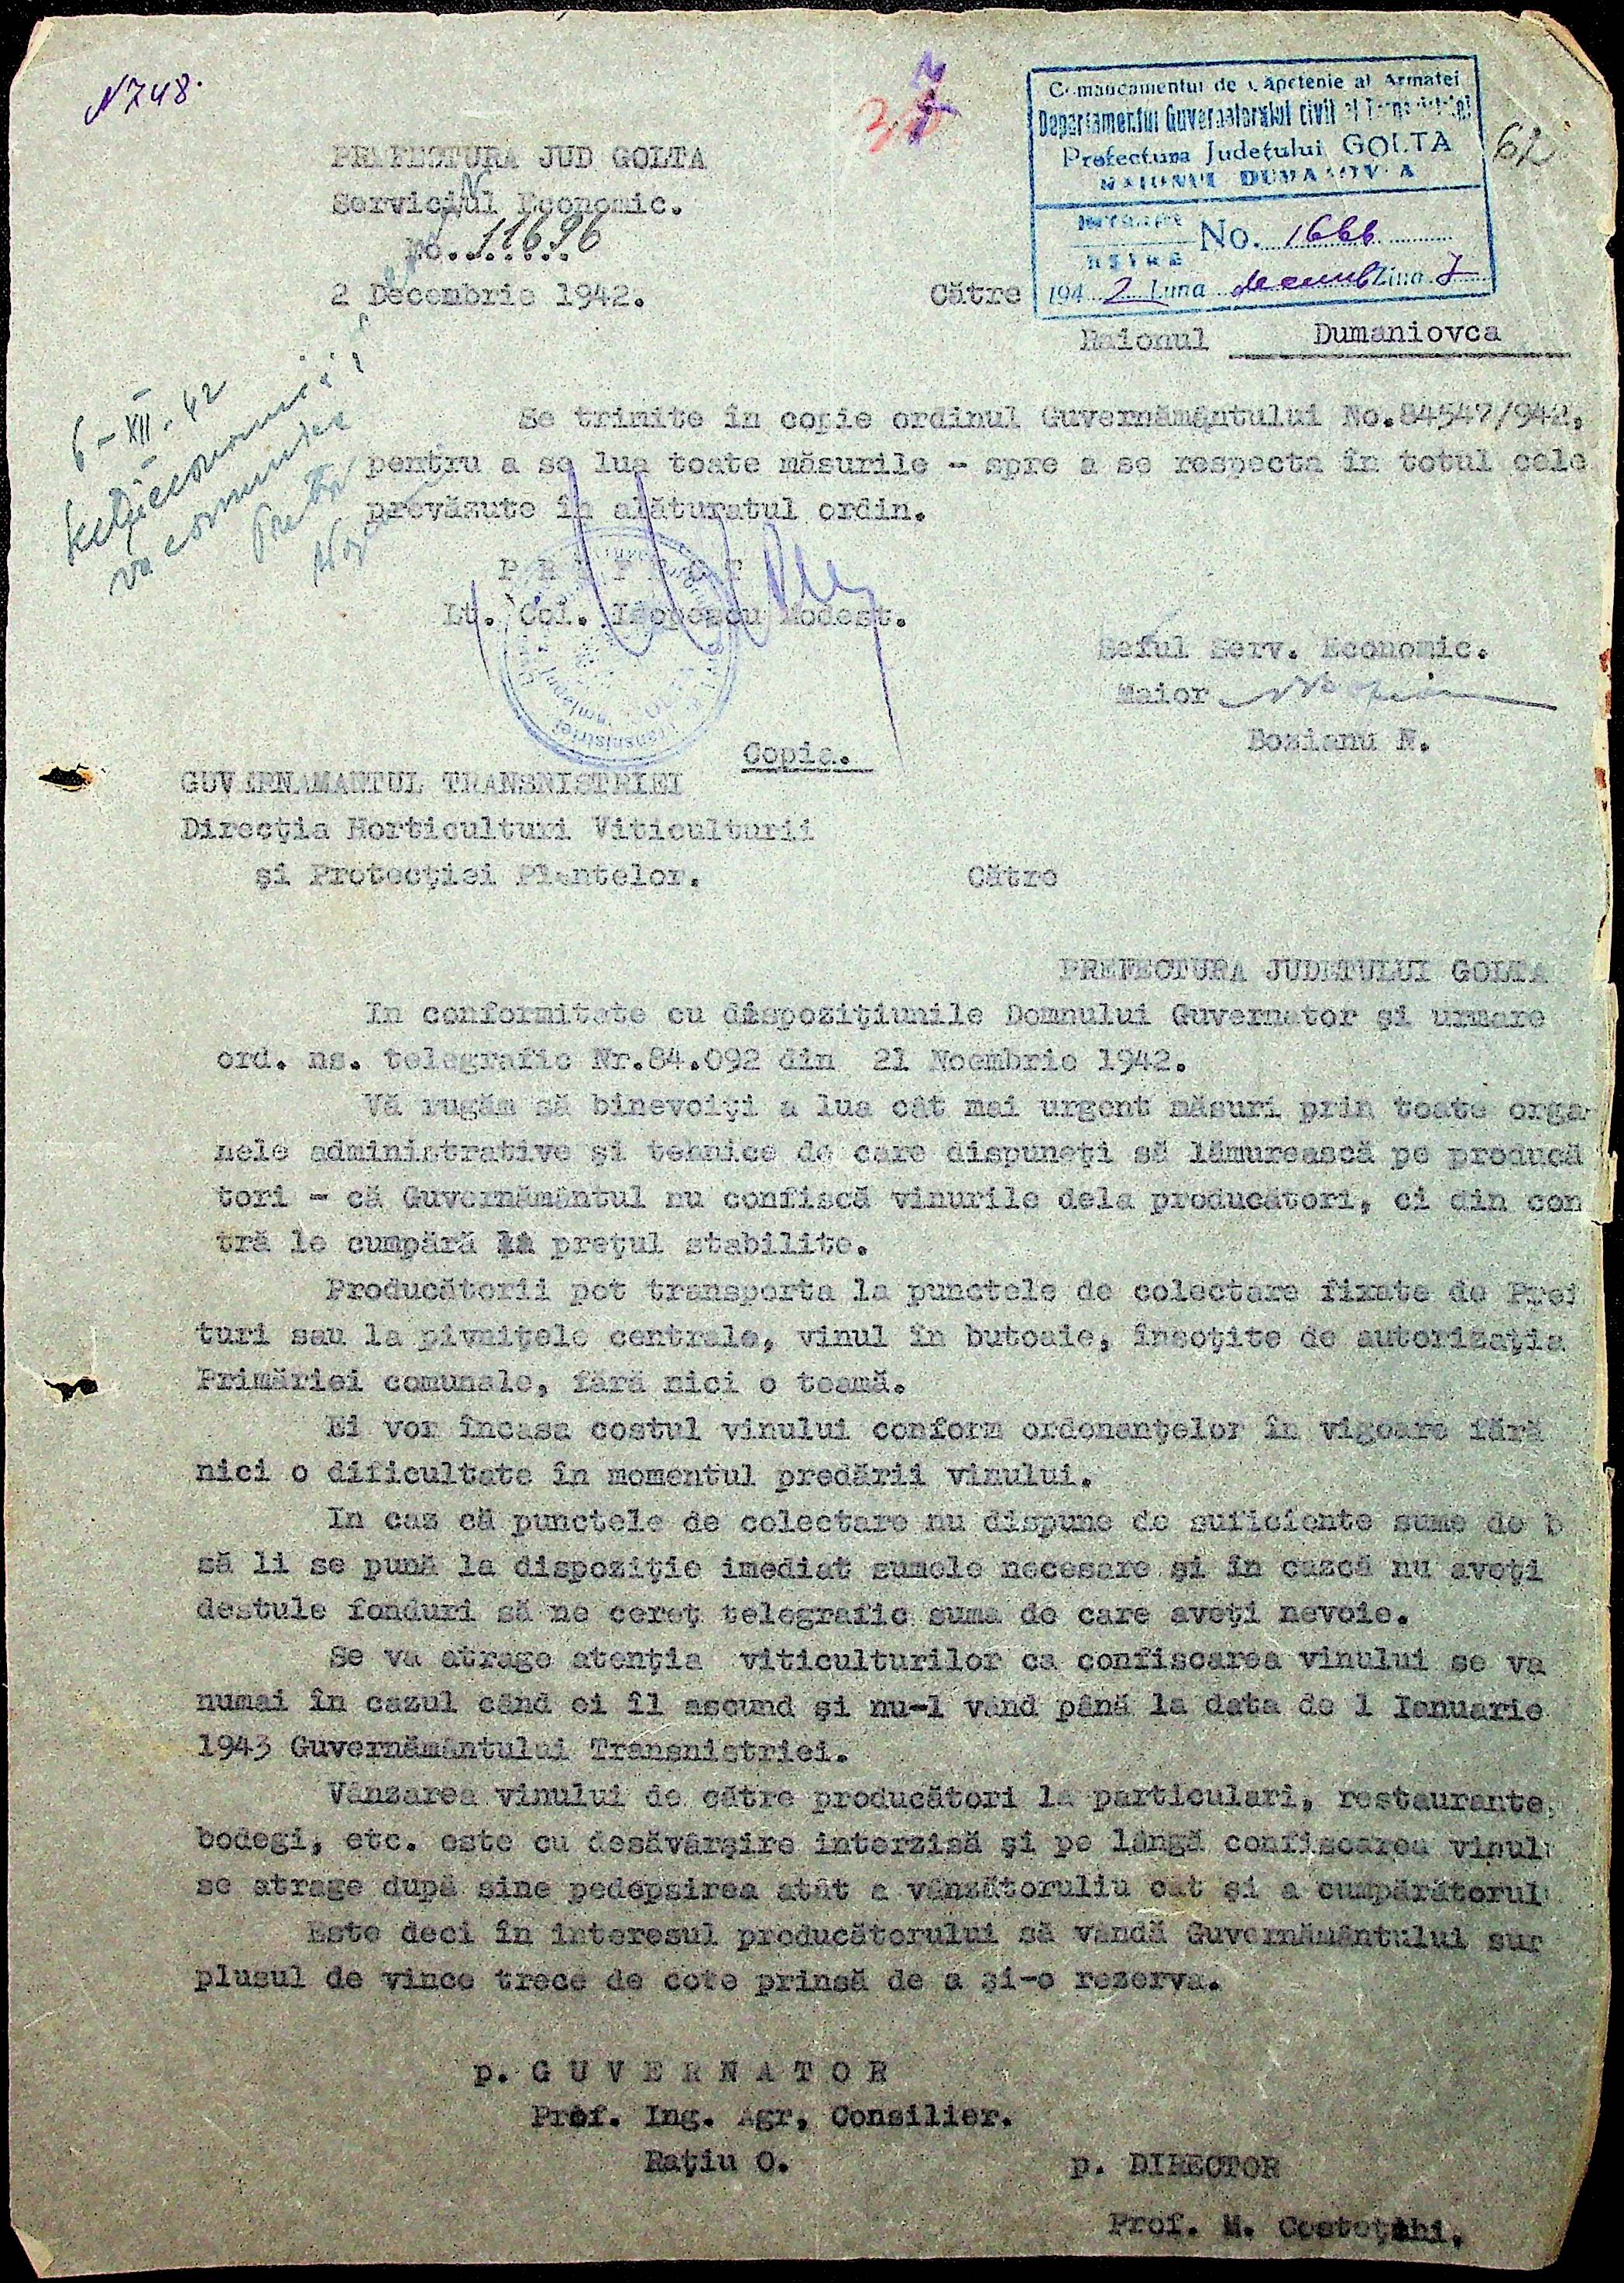 N748.
Comandamentul de Căpetenie al Armatei
Departamentul Guvernatorului civil al Transnistriei
Prefectura Județului GOLTA
RAIONUL DUMANOVCA
62
INTRARE
No. 1666
IEȘIRE
194 2 Luna decemb Ziua 7
PREFECTURA JUD GOLTA
Serviciul Economic.
No. 11696
2 Decembrie 1942.
Către
Raionul Dumaniovca
6-XII-42
va comunica
Se trimite în copie ordinul Guvernământului No.84547/942,
pentru a se lua toate măsurile - spre a se respecta în totul cele
prevăzute în alăturatul ordin.
P R E F E C T
Lt. Col. Isopescu Modest.
Șeful Serv. Economic.
Maior
Bozianu N.
Copie.
GUVERNAMANTUL TRANSNISTRIEI
Direcția Horticulturi Viticulturii
și Protecției Plantelor.
Către
PREFECTURA JUDETULUI GOLTA
In conformitate cu dispozițiunile Domnului Guvernator și urmare
ord. ns. telegrafic Nr.84.092 din 21 Noembrie 1942.
Vă rugăm să binevoiți a lua cât mai urgent măsuri prin toate orga
nele administrative și tehnice de care dispuneți să lămurească pe producă
tori - că Guvernământul nu confiscă vinurile dela producători, ci din con
tră le cumpără la prețul stabilite.
Producătorii pot transporta la punctele de colectare fixate de Pref
turi sau la pivnițele centrale, vinul în butoaie, însoțite de autorizația
Primăriei comunale, fără nici o teamă.
Ei vor încasa costul vinului conform ordonanțelor în vigoare fără
nici o dificultate în momentul predării vinului.
In caz că punctele de colectare nu dispune de suficiente sume de b
să li se pună la dispoziție imediat sumele necesare și în cazcă nu aveți
destule fonduri să ne cereț telegrafic suma de care aveți nevoie.
Se va atrage atenția viticulturilor ca confiscarea vinului se va
numai în cazul când ei îl ascund și nu-l vând până la data de 1 Ianuarie
1943 Guvernământului Transnistriei.
Vânzarea vinului de către producători la particulari, restaurante,
bodegi, etc. este cu desăvârșire interzisă și pe lângă confiscarea vinulu
se atrage după sine pedepsirea atât a vânzătoruliu cat și a cumpărătorul
Este deci în interesul producătorului să vândă Guvernământului sur
plusul de vince trece de cote prinsă de a și-o rezerva.
p. G U V E R N A T O R
Prof. Ing. Agr, Consilier.
Rațiu O.
p. DIRECTOR
Prof. M. Costețchi.